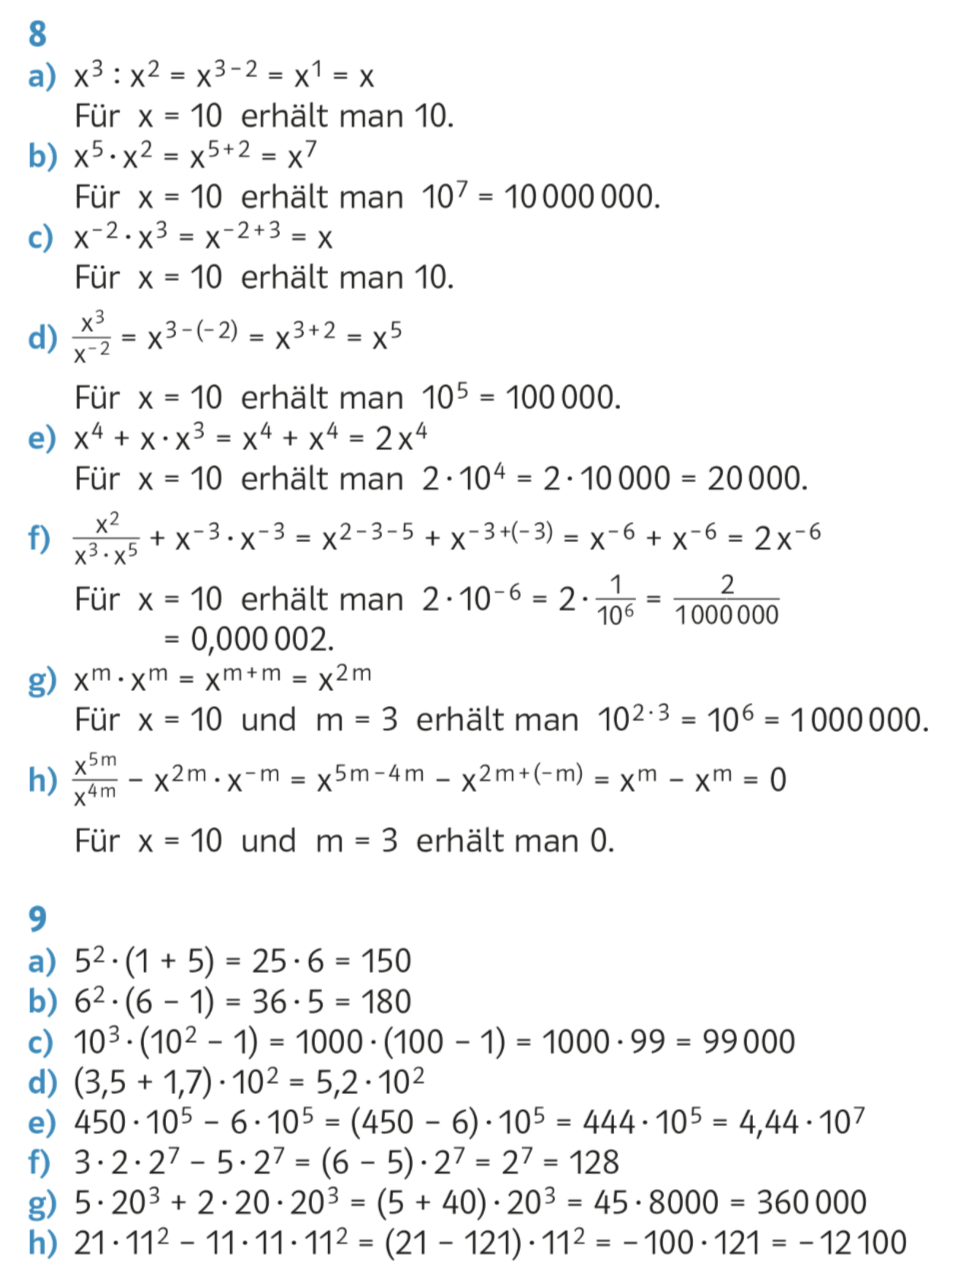 8
a) x³ : x² = x³⁻² = x¹ = x
Für x = 10 erhält man 10.
b) x⁵ · x² = x⁵⁺² = x⁷
Für x = 10 erhält man 10⁷ = 10 000 000.
c) x⁻² · x³ = x⁻²⁺³ = x
Für x = 10 erhält man 10.
d) x³/x⁻² = x³⁻⁽⁻²⁾ = x³⁺² = x⁵
Für x = 10 erhält man 10⁵ = 100 000.
e) x⁴ + x · x³ = x⁴ + x⁴ = 2x⁴
Für x = 10 erhält man 2 · 10⁴ = 2 · 10 000 = 20 000.
f) x²/(x³ · x⁵) + x⁻³ · x⁻³ = x²⁻³⁻⁵ + x⁻³⁺⁽⁻³⁾ = x⁻⁶ + x⁻⁶ = 2x⁻⁶
Für x = 10 erhält man 2 · 10⁻⁶ = 2 · 1/10⁶ = 2/1 000 000
= 0,000 002.
g) xᵐ · xᵐ = xᵐ⁺ᵐ = x²ᵐ
Für x = 10 und m = 3 erhält man 10²·³ = 10⁶ = 1 000 000.
h) x⁵ᵐ/x⁴ᵐ − x²ᵐ · x⁻ᵐ = x⁵ᵐ⁻⁴ᵐ − x²ᵐ⁺⁽⁻ᵐ⁾ = xᵐ − xᵐ = 0
Für x = 10 und m = 3 erhält man 0.
9
a) 5² · (1 + 5) = 25 · 6 = 150
b) 6² · (6 − 1) = 36 · 5 = 180
c) 10³ · (10² − 1) = 1000 · (100 − 1) = 1000 · 99 = 99 000
d) (3,5 + 1,7) · 10² = 5,2 · 10²
e) 450 · 10⁵ − 6 · 10⁵ = (450 − 6) · 10⁵ = 444 · 10⁵ = 4,44 · 10⁷
f) 3 · 2 · 2⁷ − 5 · 2⁷ = (6 − 5) · 2⁷ = 2⁷ = 128
g) 5 · 20³ + 2 · 20 · 20³ = (5 + 40) · 20³ = 45 · 8000 = 360 000
h) 21 · 11² − 11 · 11 · 11² = (21 − 121) · 11² = −100 · 121 = −12 100